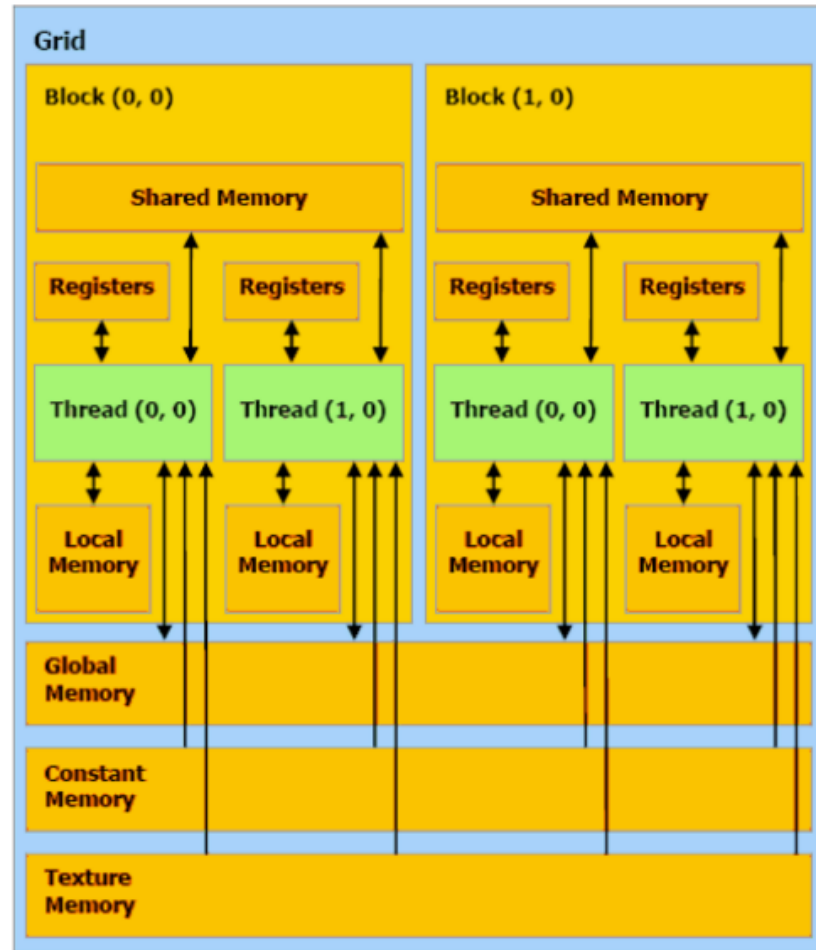 Grid
Block (0, 0)
Block (1, 0)
Shared Memory
Shared Memory
Registers
Registers
Registers
Registers
Thread (0, 0)
Thread (1, 0)
Thread (0, 0)
Thread (1, 0)
Local
Memory
Local
Memory
Local
Memory
Local
Memory
Global
Memory
Constant
Memory
Texture
Memory